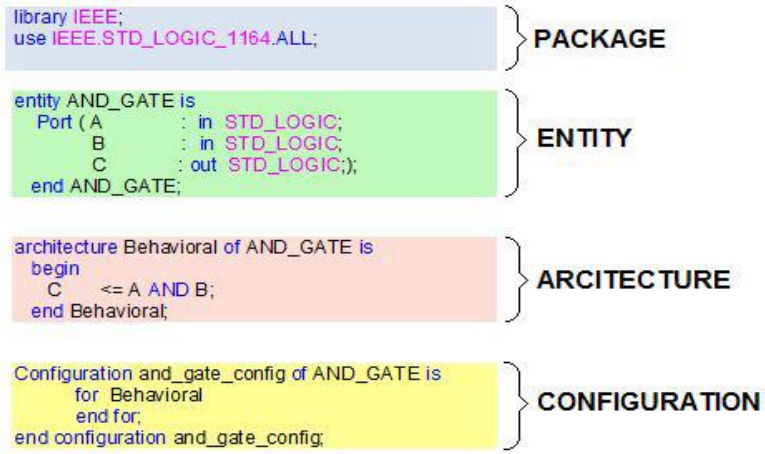 library IEEE;
use IEEE.STD_LOGIC_1164.ALL;
PACKAGE
entity AND_GATE is
Port ( A : in STD_LOGIC;
B : in STD_LOGIC;
C : out STD_LOGIC;);
end AND_GATE;
ENTITY
architecture Behavioral of AND_GATE is
begin
C <= A AND B;
end Behavioral;
ARCITECTURE
Configuration and_gate_config of AND_GATE is
for Behavioral
end for;
end configuration and_gate_config;
CONFIGURATION